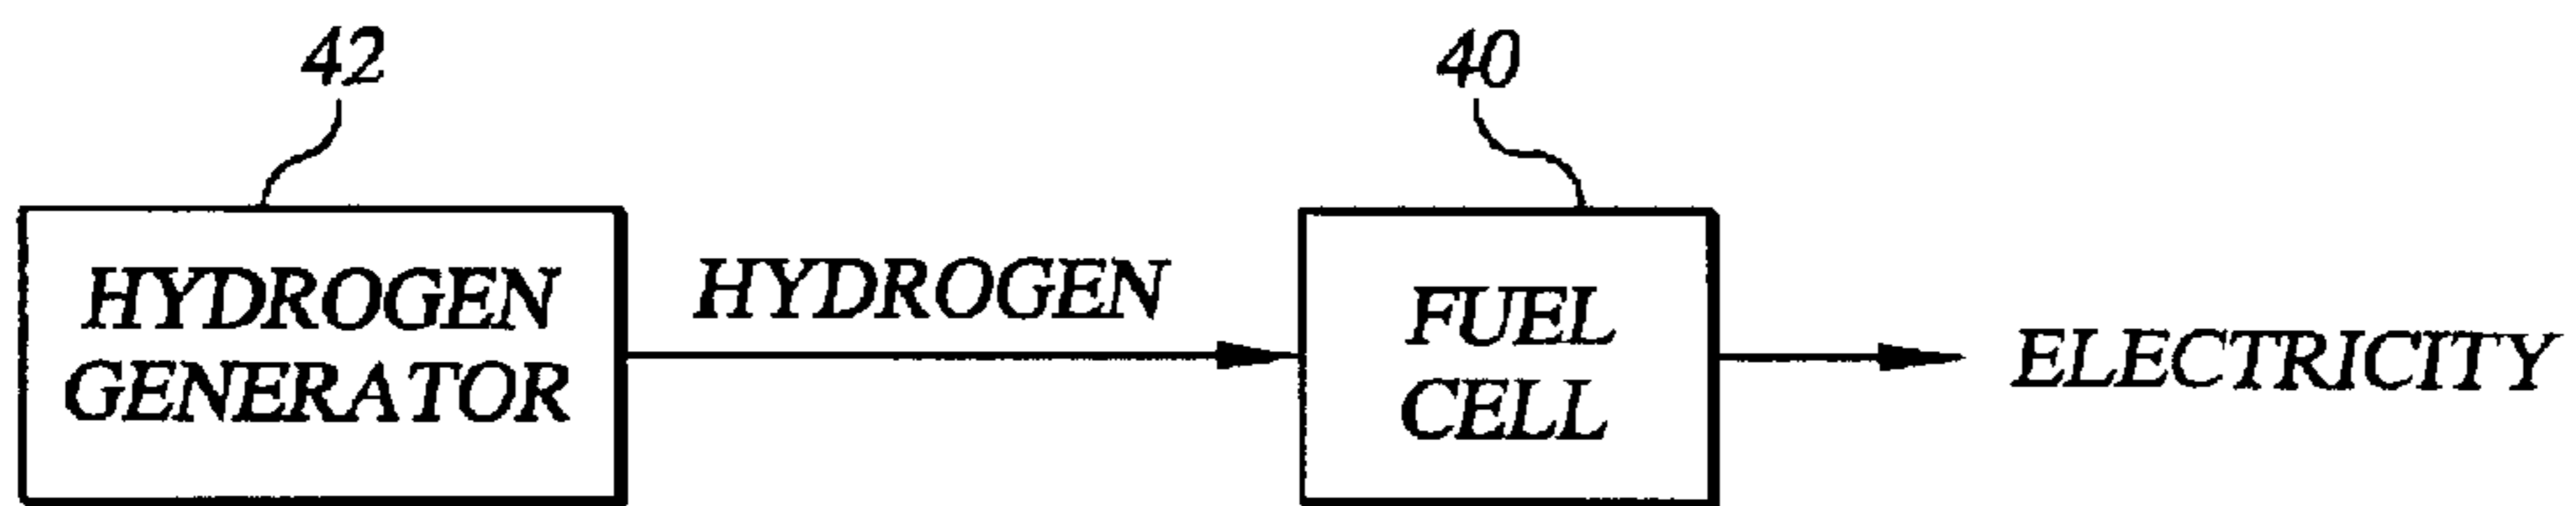 42
40
HYDROGEN
GENERATOR
HYDROGEN
FUEL
CELL
ELECTRICITY